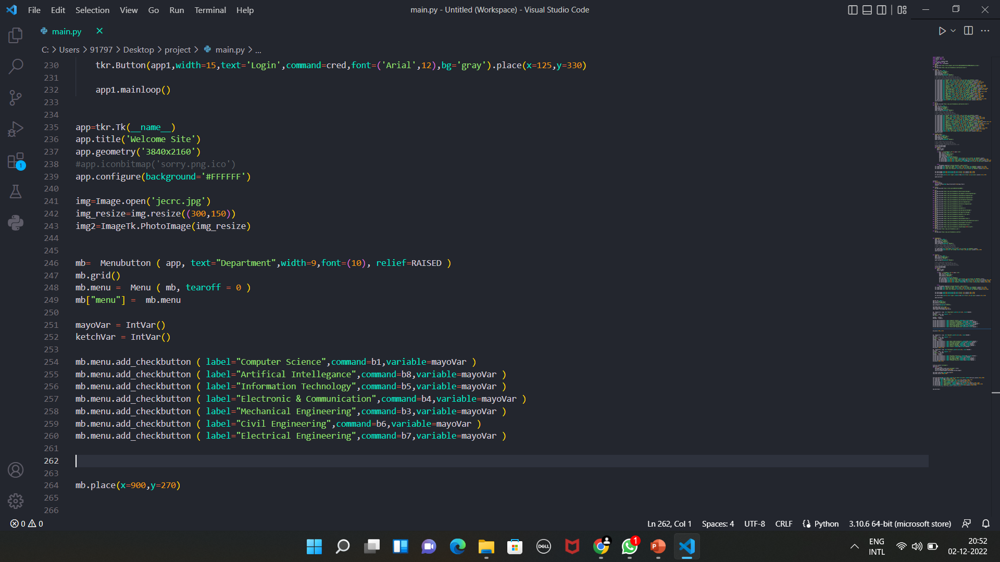 File Edit Selection View Go Run Terminal Help
main.py - Untitled (Workspace) - Visual Studio Code
main.py
C: > Users > 91797 > Desktop > project > main.py > ...
230 tkr.Button(app1,width=15,text='Login',command=cred,font=('Arial',12),bg='gray').place(x=125,y=330)
231
232 app1.mainloop()
233
234
235 app=tkr.Tk(__name__)
236 app.title('Welcome Site')
237 app.geometry('3840x2160')
238 #app.iconbitmap('sorry.png.ico')
239 app.configure(background='#FFFFFF')
240
241 img=Image.open('jecrc.jpg')
242 img_resize=img.resize((300,150))
243 img2=ImageTk.PhotoImage(img_resize)
244
245
246 mb=  Menubutton ( app, text="Department",width=9,font=(10), relief=RAISED )
247 mb.grid()
248 mb.menu =  Menu ( mb, tearoff = 0 )
249 mb["menu"] =  mb.menu
250
251 mayoVar = IntVar()
252 ketchVar = IntVar()
253
254 mb.menu.add_checkbutton ( label="Computer Science",command=b1,variable=mayoVar )
255 mb.menu.add_checkbutton ( label="Artifical Intellegance",command=b8,variable=mayoVar )
256 mb.menu.add_checkbutton ( label="Information Technology",command=b5,variable=mayoVar )
257 mb.menu.add_checkbutton ( label="Electronic & Communication",command=b4,variable=mayoVar )
258 mb.menu.add_checkbutton ( label="Mechanical Engineering",command=b3,variable=mayoVar )
259 mb.menu.add_checkbutton ( label="Civil Engineering",command=b6,variable=mayoVar )
260 mb.menu.add_checkbutton ( label="Electrical Engineering",command=b7,variable=mayoVar )
261
262
263
264 mb.place(x=900,y=270)
265
266
1
0 0
Ln 262, Col 1 Spaces: 4 UTF-8 CRLF Python 3.10.6 64-bit (microsoft store)
DELL
1
P
ENG
INTL
20:52
02-12-2022